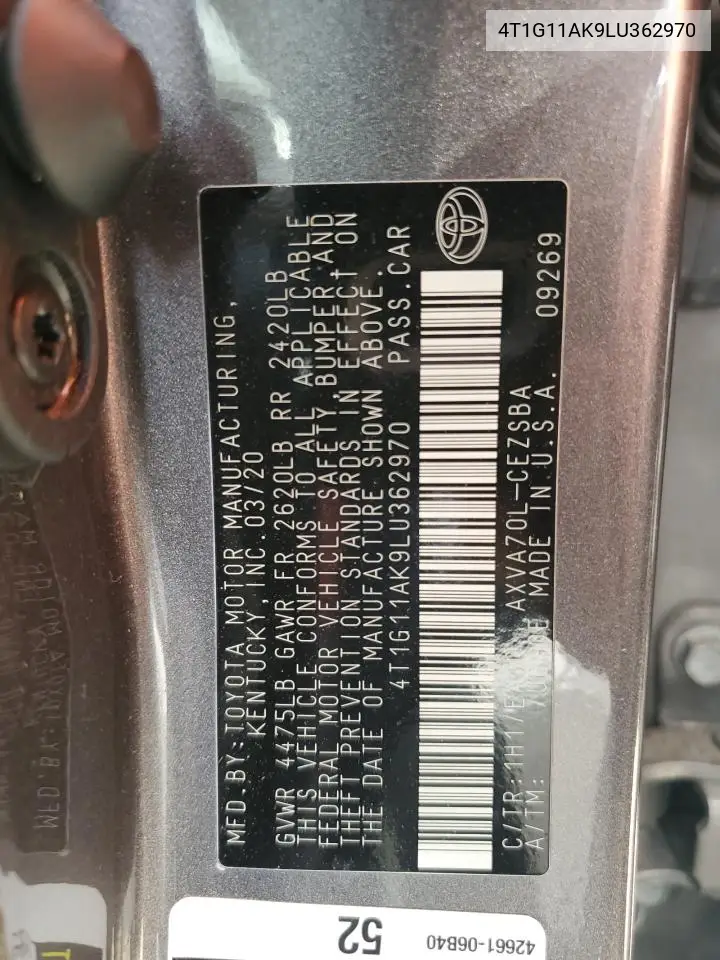 4T1G11AK9LU362970
MFD.BY:TOYOTA MOTOR MANUFACTURING,
KENTUCKY, INC.03/20
GVWR 4475LB GAWR FR 2620LB RR 2420LB
THIS VEHICLE CONFORMS TO ALL APPLICABLE
FEDERAL MOTOR VEHICLE SAFETY, BUMPER, AND
THEFT PREVENTION STANDARDS IN EFFECT ON
THE DATE OF MANUFACTURE SHOWN ABOVE.
4T1G11AK9LU362970 PASS.CAR
C/TR: AXVA70L-CEZSBA
A/TM: MADE IN U.S.A. 09269
52
42661-06B40